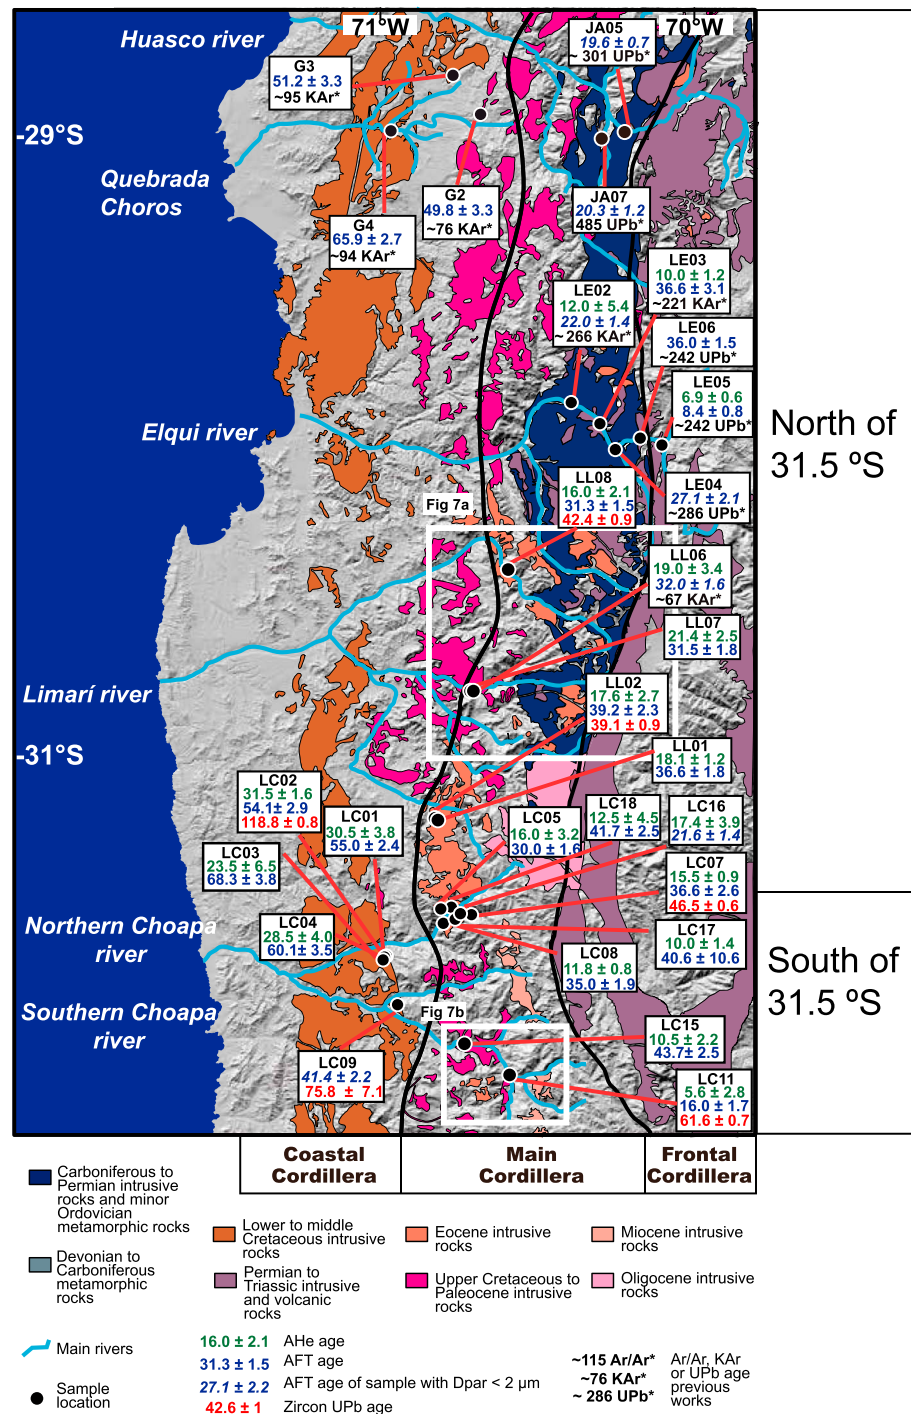 71°W
70°W
Huasco river
JA05
19.6 ± 0.7
~ 301 UPb*
G3
51.2 ± 3.3
~95 KAr*
-29°S
Quebrada
Choros
G2
49.8 ± 3.3
~76 KAr*
JA07
20.3 ± 1.2
485 UPb*
G4
65.9 ± 2.7
~94 KAr*
LE03
10.0 ± 1.2
36.6 ± 3.1
~221 KAr*
LE02
12.0 ± 5.4
22.0 ± 1.4
~ 266 KAr*
LE06
36.0 ± 1.5
~242 UPb*
LE05
6.9 ± 0.6
8.4 ± 0.8
~242 UPb*
Elqui river
North of
31.5 ºS
LL08
16.0 ± 2.1
31.3 ± 1.5
42.4 ± 0.9
LE04
27.1 ± 2.1
~286 UPb*
Fig 7a
LL06
19.0 ± 3.4
32.0 ± 1.6
~67 KAr*
LL07
21.4 ± 2.5
31.5 ± 1.8
Limarí river
LL02
17.6 ± 2.7
39.2 ± 2.3
39.1 ± 0.9
-31°S
LL01
18.1 ± 1.2
36.6 ± 1.8
LC02
31.5 ± 1.6
54.1± 2.9
118.8 ± 0.8
LC01
30.5 ± 3.8
55.0 ± 2.4
LC05
16.0 ± 3.2
30.0 ± 1.6
LC18
12.5 ± 4.5
41.7 ± 2.5
LC16
17.4 ± 3.9
21.6 ± 1.4
LC03
23.5 ± 6.5
68.3 ± 3.8
LC07
15.5 ± 0.9
36.6 ± 2.6
46.5 ± 0.6
Northern Choapa
river
LC04
28.5 ± 4.0
60.1± 3.5
LC17
10.0 ± 1.4
40.6 ± 10.6
LC08
11.8 ± 0.8
35.0 ± 1.9
South of
31.5 ºS
Southern Choapa
river
Fig 7b
LC15
10.5 ± 2.2
43.7± 2.5
LC09
41.4 ± 2.2
75.8 ± 7.1
LC11
5.6 ± 2.8
16.0 ± 1.7
61.6 ± 0.7
Coastal
Cordillera
Main
Cordillera
Frontal
Cordillera
Carboniferous to
Permian intrusive
rocks and minor
Ordovician
metamorphic rocks
Devonian to
Carboniferous
metamorphic
rocks
Lower to middle
Cretaceous intrusive
rocks
Permian to
Triassic intrusive
and volcanic
rocks
Eocene intrusive
rocks
Upper Cretaceous to
Paleocene intrusive
rocks
Miocene intrusive
rocks
Oligocene intrusive
rocks
Main rivers
Sample
location
16.0 ± 2.1 AHe age
31.3 ± 1.5 AFT age
27.1 ± 2.2 AFT age of sample with Dpar < 2 µm
42.6 ± 1 Zircon UPb age
~115 Ar/Ar*
~76 KAr*
~ 286 UPb*
Ar/Ar, KAr
or UPb age
previous
works